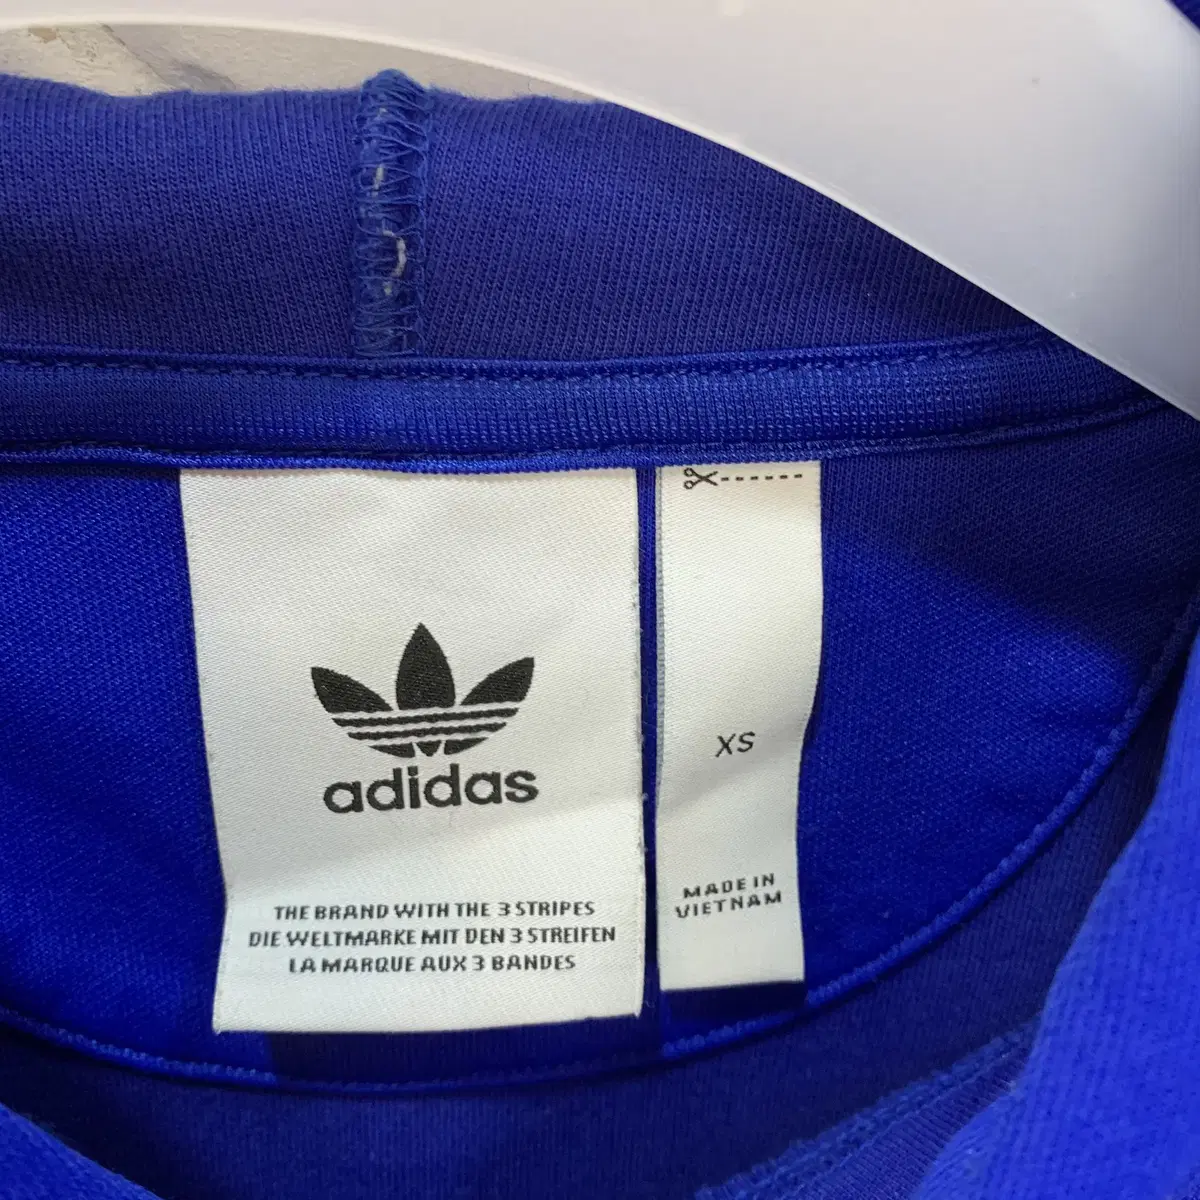 adidas
THE BRAND WITH THE 3 STRIPES
DIE WELTMARKE MIT DEN 3 STREIFEN
LA MARQUE AUX 3 BANDES
XS
MADE IN
VIETNAM